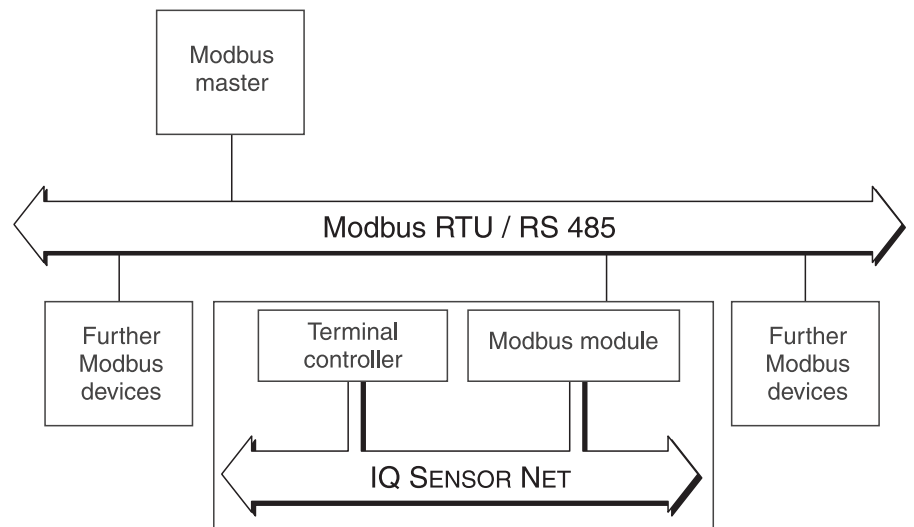 Modbus
master
Modbus RTU / RS 485
Further
Modbus
devices
Terminal
controller
Modbus module
Further
Modbus
devices
IQ SENSOR NET